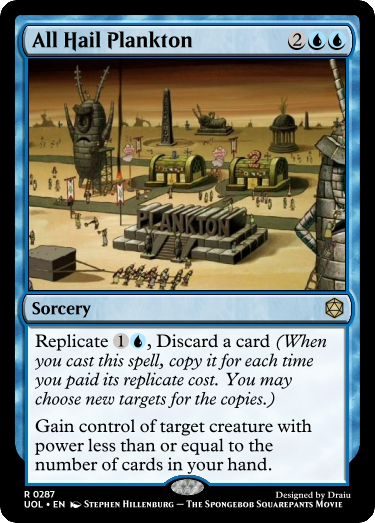 All Hail Plankton 2
PLANKTON
Sorcery
Replicate 1, Discard a card (When
you cast this spell, copy it for each time
you paid its replicate cost. You may
choose new targets for the copies.)
Gain control of target creature with
power less than or equal to the
number of cards in your hand.
R 0287
Designed by Draiu
UOL • EN Stephen Hillenburg — The Spongebob Squarepants Movie